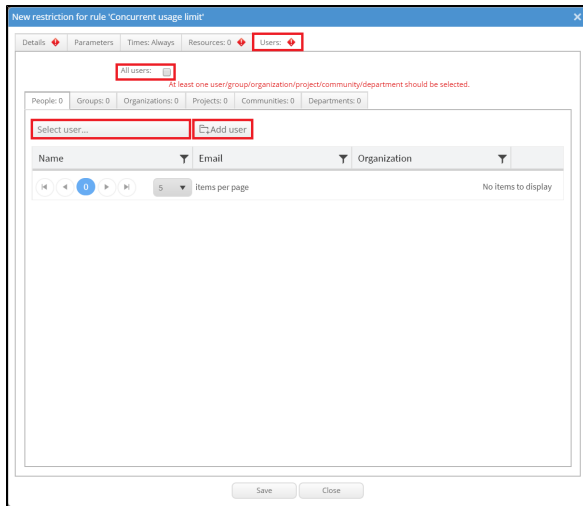 New restriction for rule 'Concurrent usage limit'
Details Parameters Times: Always Resources: 0 Users:
All users:
At least one user/group/organization/project/community/department should be selected.
People: 0 Groups: 0 Organizations: 0 Projects: 0 Communities: 0 Departments: 0
Select user... Add user
Name Email Organization
0 5 items per page No items to display
Save Close